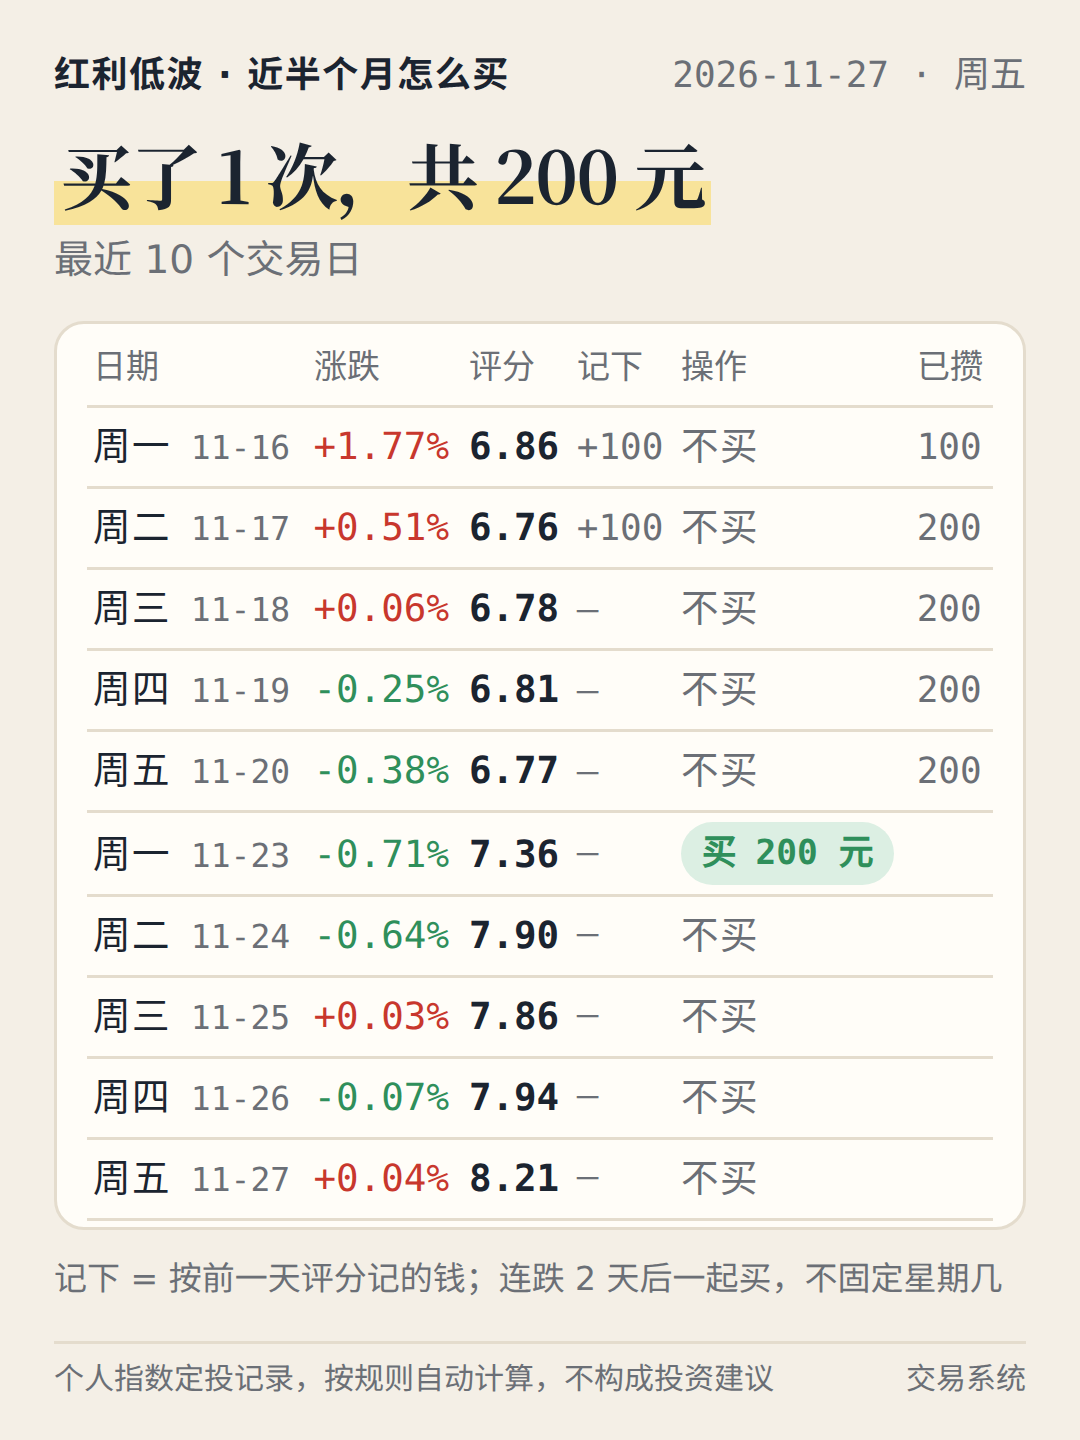 红利低波 · 近半个月怎么买 2026-11-27 · 周五
买了 1 次，共 200 元
最近 10 个交易日
日期 涨跌 评分 记下 操作 已攒
周一 11-16 +1.77% 6.86 +100 不买 100
周二 11-17 +0.51% 6.76 +100 不买 200
周三 11-18 +0.06% 6.78 — 不买 200
周四 11-19 -0.25% 6.81 — 不买 200
周五 11-20 -0.38% 6.77 — 不买 200
周一 11-23 -0.71% 7.36 — 买 200 元
周二 11-24 -0.64% 7.90 — 不买
周三 11-25 +0.03% 7.86 — 不买
周四 11-26 -0.07% 7.94 — 不买
周五 11-27 +0.04% 8.21 — 不买
记下 = 按前一天评分记的钱；连跌 2 天后一起买，不固定星期几
个人指数定投记录，按规则自动计算，不构成投资建议 交易系统